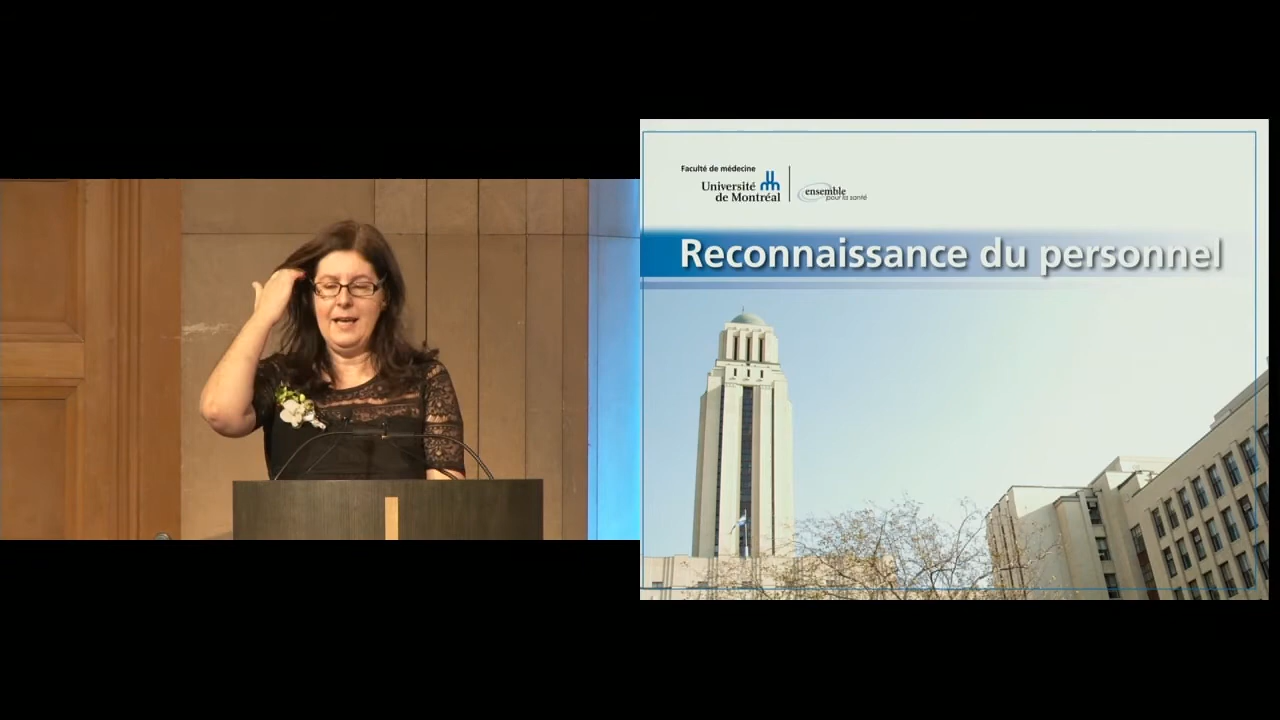 Faculté de médecine
Université
de Montréal
ensemble
pour la santé
Reconnaissance du personnel